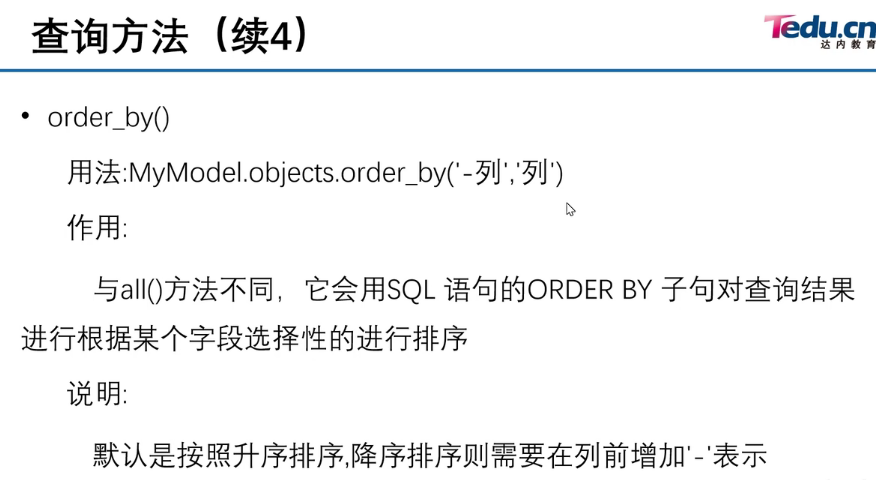 查询方法（续4）
Tedu.cn
达内教育
• order_by()
用法:MyModel.objects.order_by('-列','列')
作用:
与all()方法不同，它会用SQL 语句的ORDER BY 子句对查询结果
进行根据某个字段选择性的进行排序
说明:
默认是按照升序排序,降序排序则需要在列前增加'-'表示